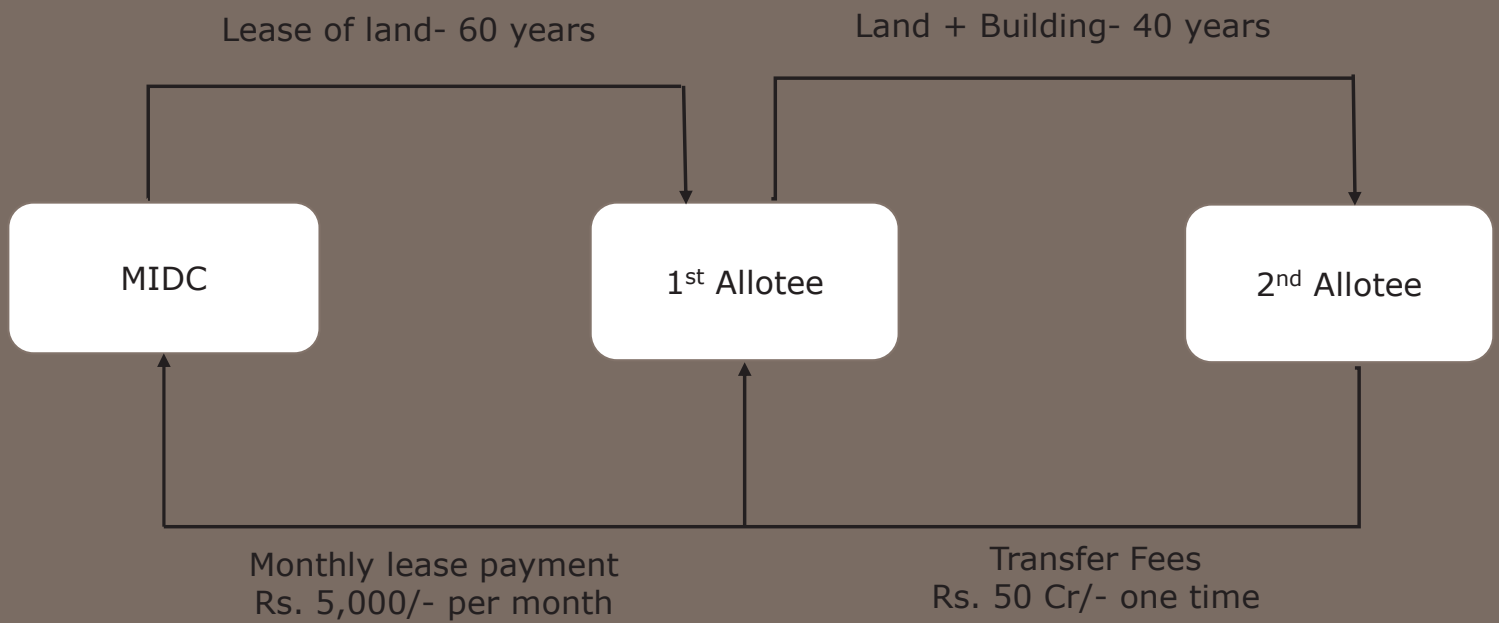 Lease of land- 60 years
Land + Building- 40 years
MIDC
1st Allotee
2nd Allotee
Monthly lease payment
Rs. 5,000/- per month
Transfer Fees
Rs. 50 Cr/- one time